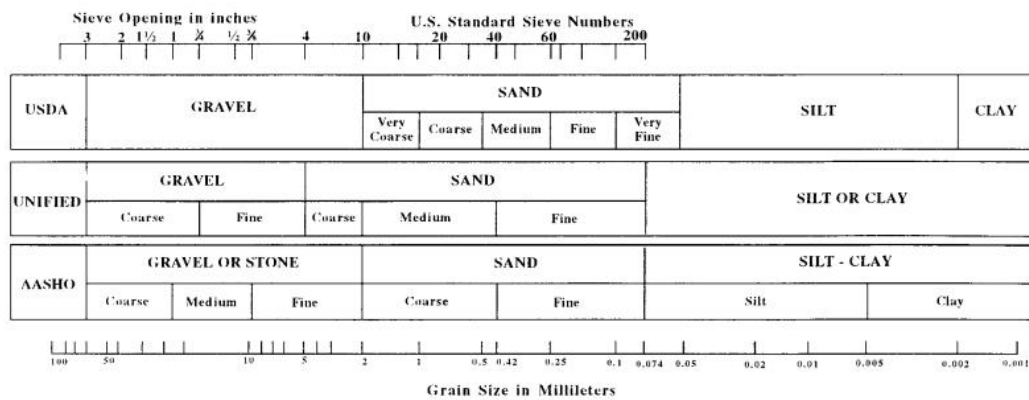 Sieve Opening in inches U.S. Standard Sieve Numbers
3 2 1½ 1 ¾ ½ ⅜ 4 10 20 40 60 200
USDA GRAVEL SAND SILT CLAY
Very Coarse Coarse Medium Fine Very Fine
UNIFIED GRAVEL SAND SILT OR CLAY
Coarse Fine Coarse Medium Fine
AASHO GRAVEL OR STONE SAND SILT - CLAY
Coarse Medium Fine Coarse Fine Silt Clay
100 50 10 5 2 1 0.5 0.42 0.25 0.1 0.074 0.05 0.02 0.01 0.005 0.002 0.001
Grain Size in Millileters